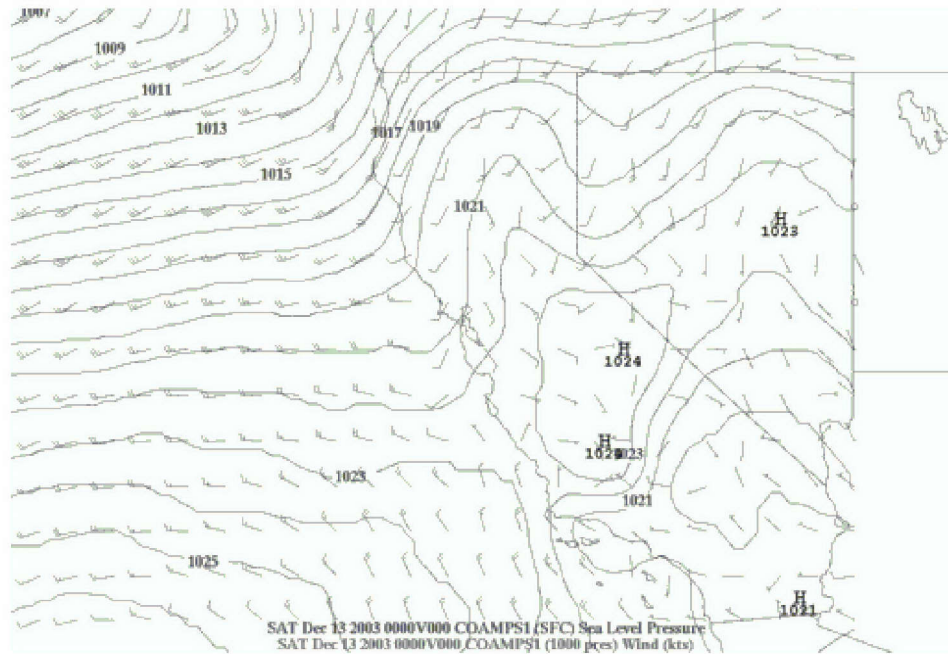 1007
1009
1011
1013
1017
1019
1015
1021
H
1023
H
1024
H
1023
1023
1021
1025
H
1021
SAT Dec 13 2003 0000V000 COAMPS1 (SFC) Sea Level Pressure
SAT Dec 13 2003 0000V000 COAMPS1 (1000 pres) Wind (kts)